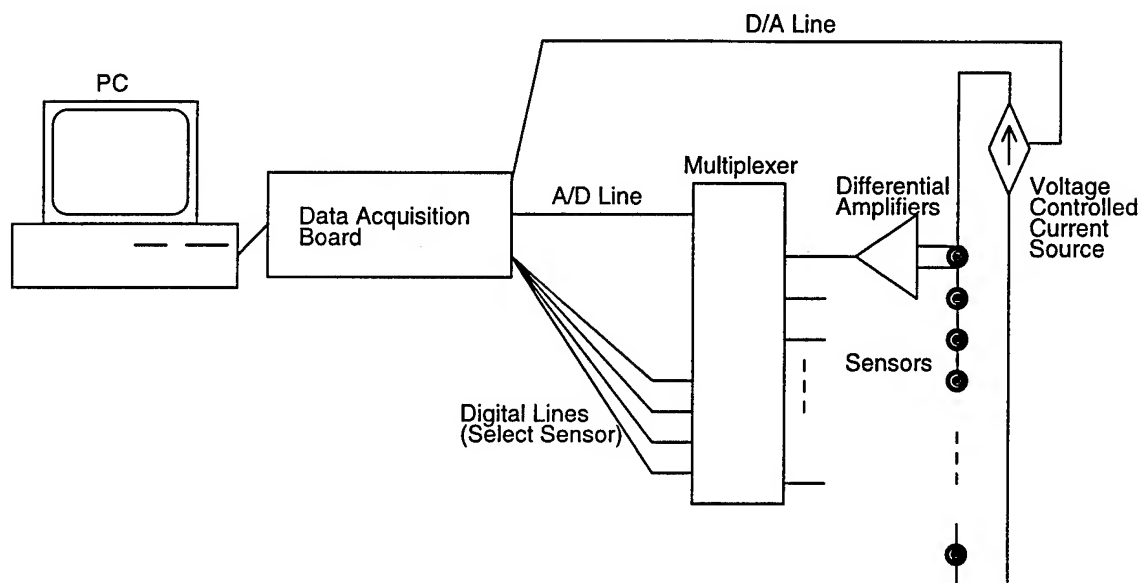 D/A Line
PC
Multiplexer
A/D Line
Data Acquisition
Board
Differential
Amplifiers
Voltage
Controlled
Current
Source
Sensors
Digital Lines
(Select Sensor)